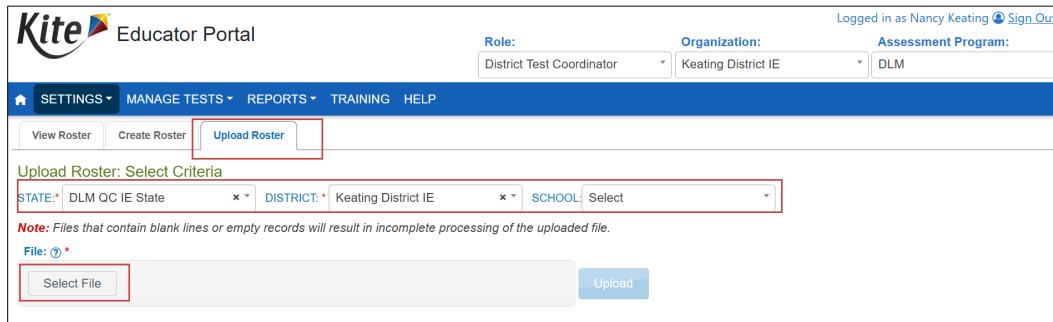 Logged in as Nancy Keating Sign Out
Kite Educator Portal
Role: Organization: Assessment Program:
District Test Coordinator Keating District IE DLM
SETTINGS MANAGE TESTS REPORTS TRAINING HELP
View Roster Create Roster Upload Roster
Upload Roster: Select Criteria
STATE:* DLM QC IE State × DISTRICT: * Keating District IE × SCHOOL: Select
Note: Files that contain blank lines or empty records will result in incomplete processing of the uploaded file.
File: ? *
Select File Upload